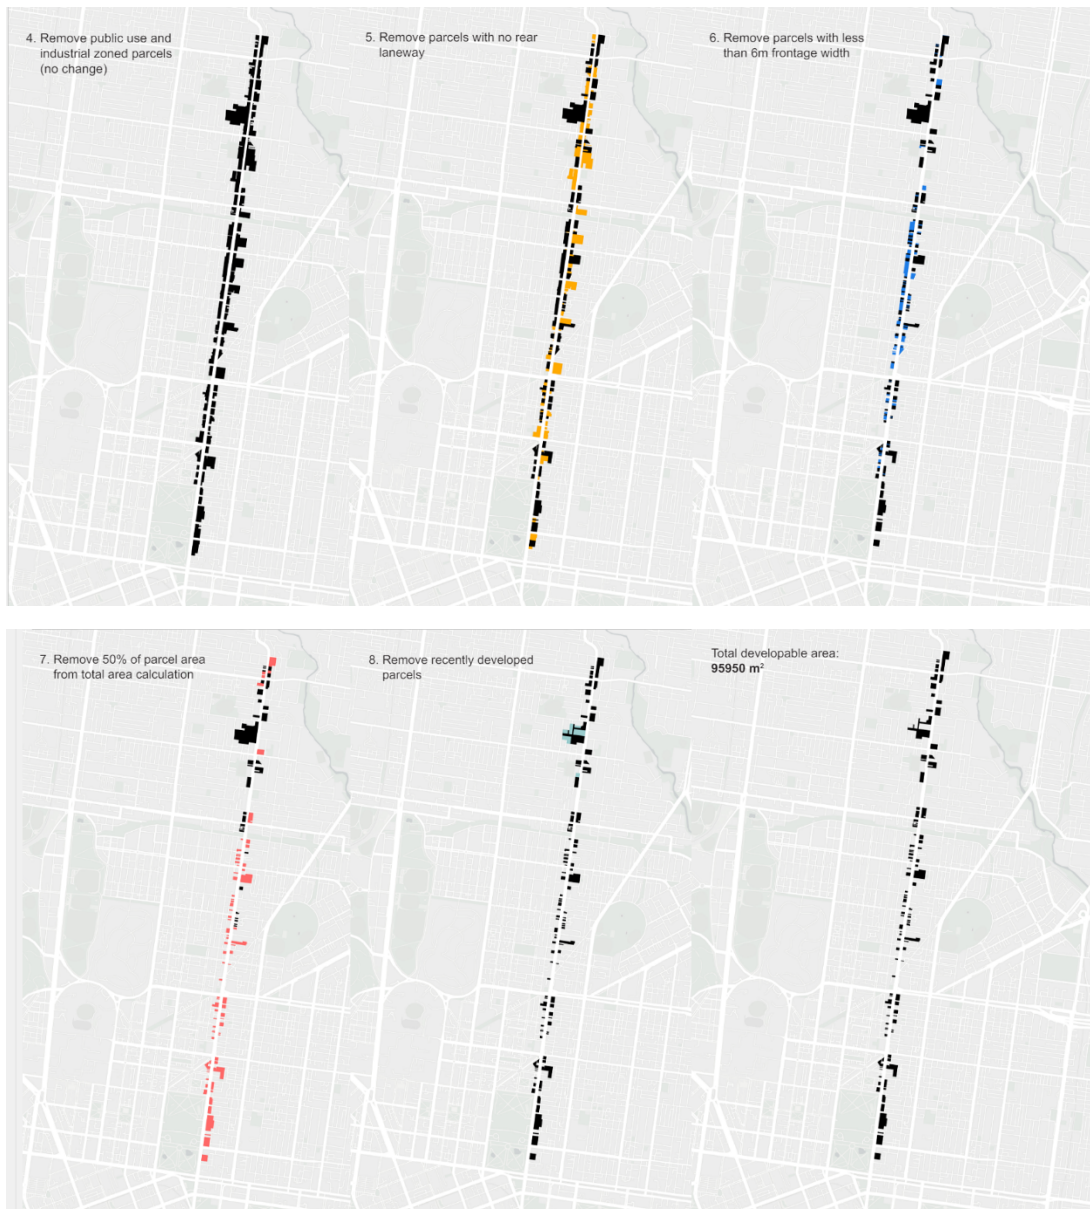 4. Remove public use and
industrial zoned parcels
(no change)
5. Remove parcels with no rear
laneway
6. Remove parcels with less
than 6m frontage width
7. Remove 50% of parcel area
from total area calculation
8. Remove recently developed
parcels
Total developable area:
95950 m²